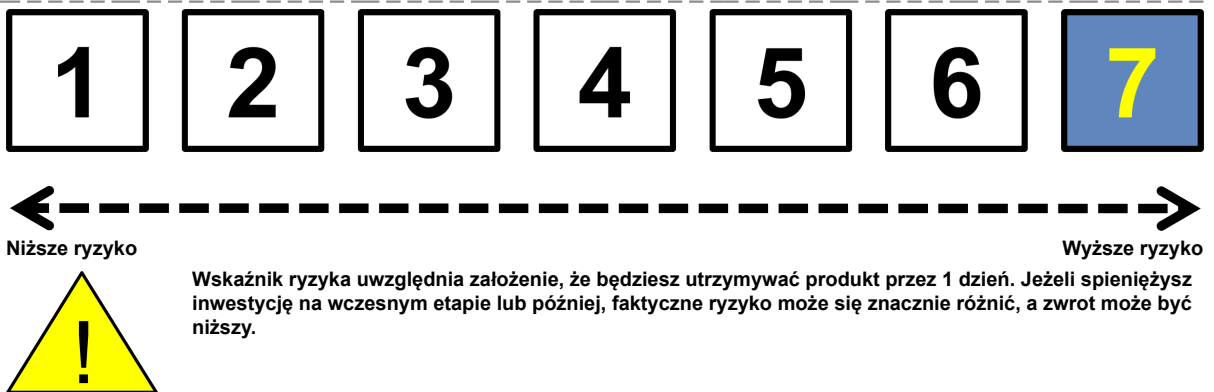 1 2 3 4 5 6 7
Niższe ryzyko Wyższe ryzyko
Wskaźnik ryzyka uwzględnia założenie, że będziesz utrzymywać produkt przez 1 dzień. Jeżeli spieniężysz
inwestycję na wczesnym etapie lub później, faktyczne ryzyko może się znacznie różnić, a zwrot może być
niższy.
!